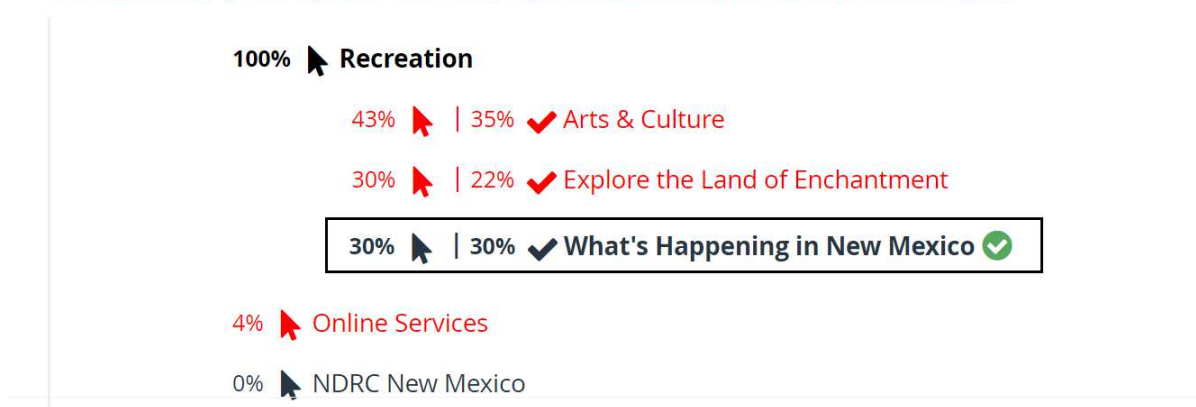 100% Recreation
43% | 35% Arts & Culture
30% | 22% Explore the Land of Enchantment
30% | 30% What's Happening in New Mexico
4% Online Services
0% NDRC New Mexico